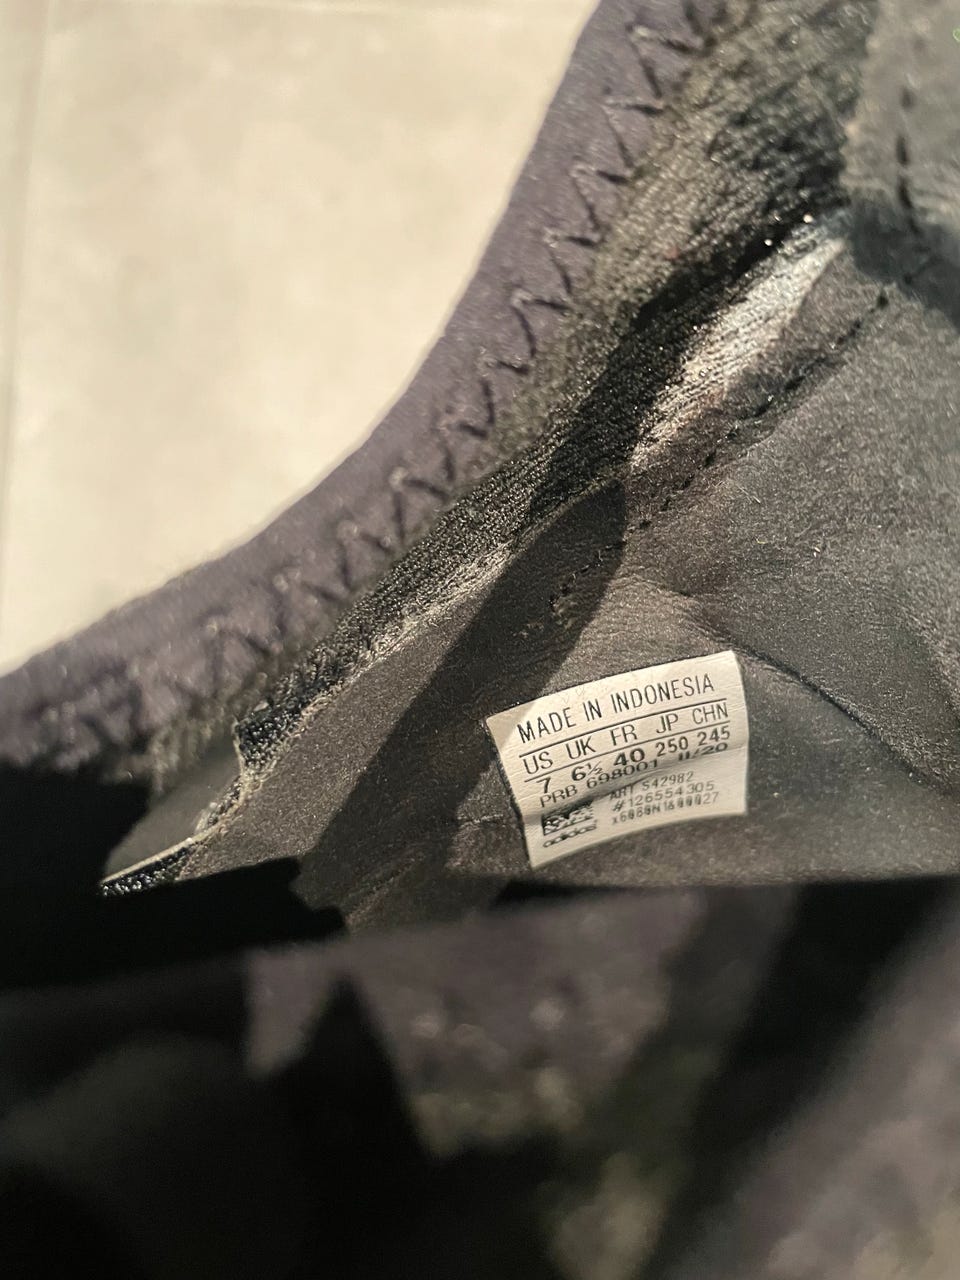 MADE IN INDONESIA
US UK FR JP CHN
7 6½ 40 250 245
PRB 698001 11/20
ART S42982
#126554305
adidas